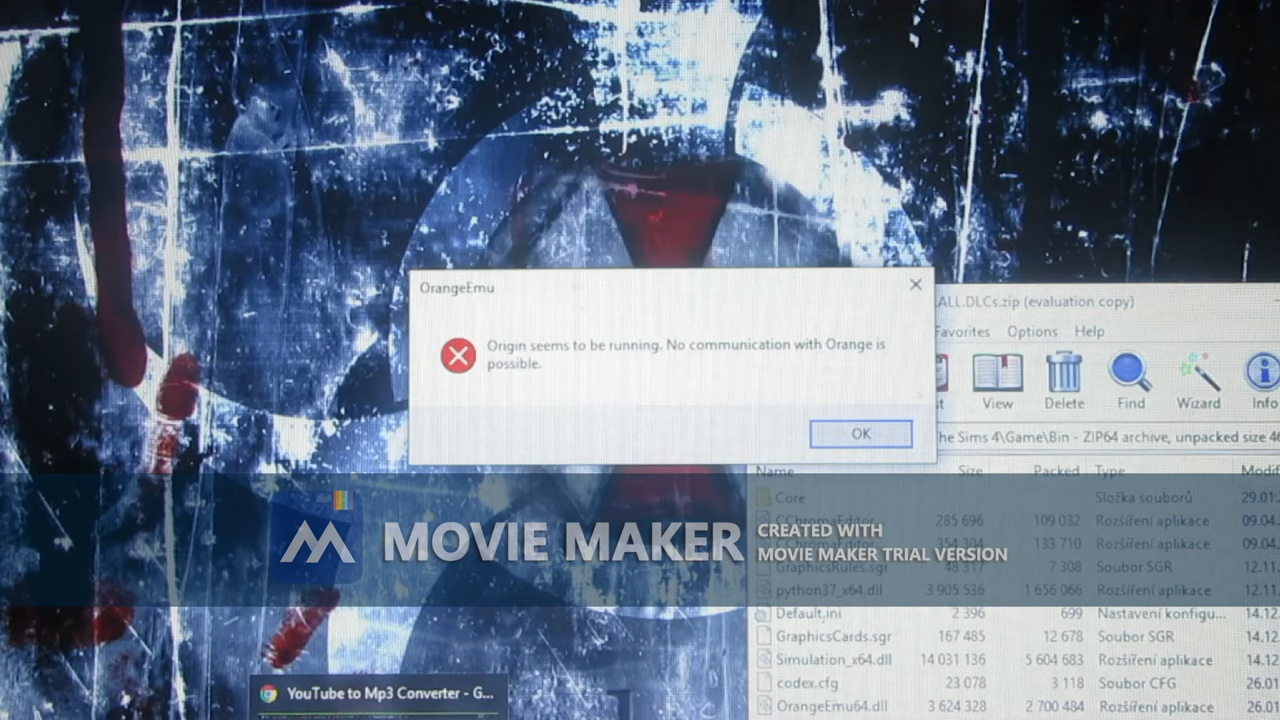 OrangeEmu
Origin seems to be running. No communication with Orange is
possible.
OK
ALL.DLCs.zip (evaluation copy)
Favorites Options Help
View Delete Find Wizard Info
he Sims 4\Game\Bin - ZIP64 archive, unpacked size
Name Size Packed Type
Core Složka souborů 29.01
285 696 109 032 Rozšíření aplikace 09.04
354 304 133 710 Rozšíření aplikace 09.04
GraphicsRules.sgr 48 317 7 308 Soubor SGR 12.11
python37_x64.dll 3 905 536 1 656 066 Rozšíření aplikace 12.11
Default.ini 2 396 699 Nastavení konfigu... 14.12
GraphicsCards.sgr 167 485 12 678 Soubor SGR 14.12
Simulation_x64.dll 14 031 136 5 604 683 Rozšíření aplikace 14.12
codex.cfg 23 078 3 118 Soubor CFG 26.01
OrangeEmu64.dll 3 624 328 2 700 484 Rozšíření aplikace 26.01
MOVIE MAKER
CREATED WITH
MOVIE MAKER TRIAL VERSION
YouTube to Mp3 Converter - G...